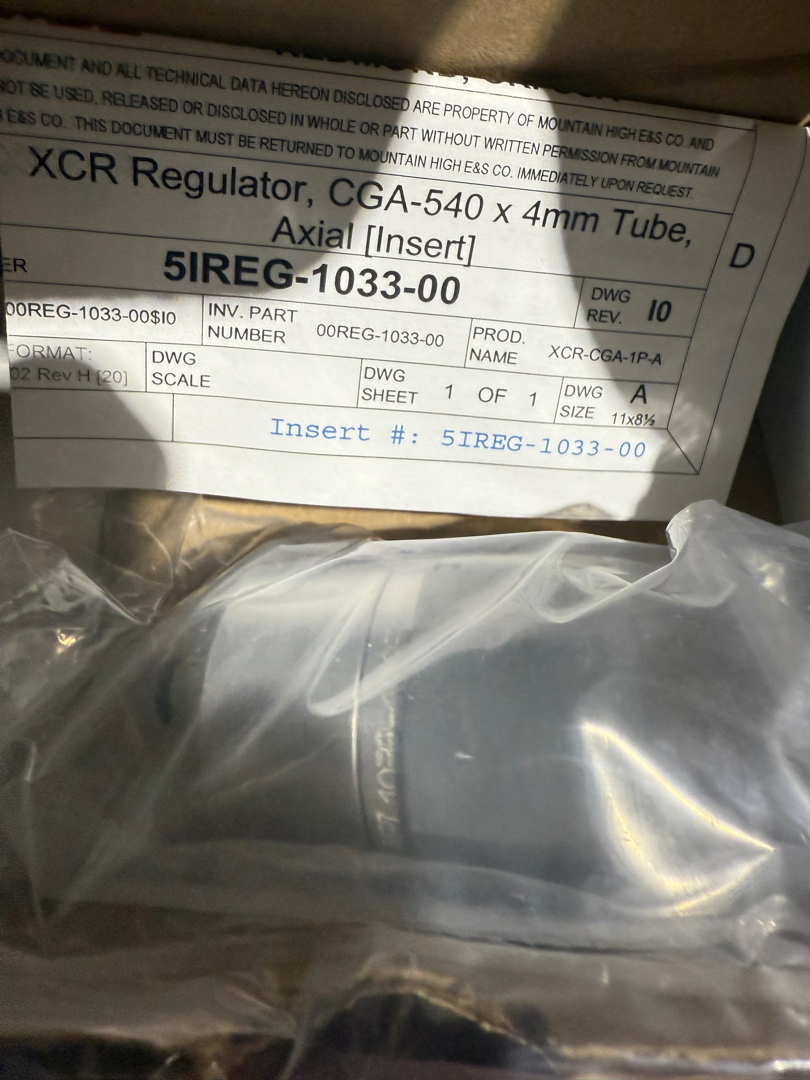 OCUMENT AND ALL TECHNICAL DATA HEREON DISCLOSED ARE PROPERTY OF MOUNTAIN HIGH E&S CO. AND
NOT BE USED, RELEASED OR DISCLOSED IN WHOLE OR PART WITHOUT WRITTEN PERMISSION FROM MOUNTAIN
E&S CO. THIS DOCUMENT MUST BE RETURNED TO MOUNTAIN HIGH E&S CO. IMMEDIATELY UPON REQUEST.
XCR Regulator, CGA-540 x 4mm Tube,
Axial [Insert]
D
ER
5IREG-1033-00
DWG
REV.
I0
00REG-1033-00$I0
INV. PART
NUMBER
00REG-1033-00
PROD.
NAME
XCR-CGA-1P-A
ORMAT:
02 Rev H [20]
DWG
SCALE
DWG
SHEET
1 OF 1
DWG
SIZE
A
11x8½
Insert #: 5IREG-1033-00